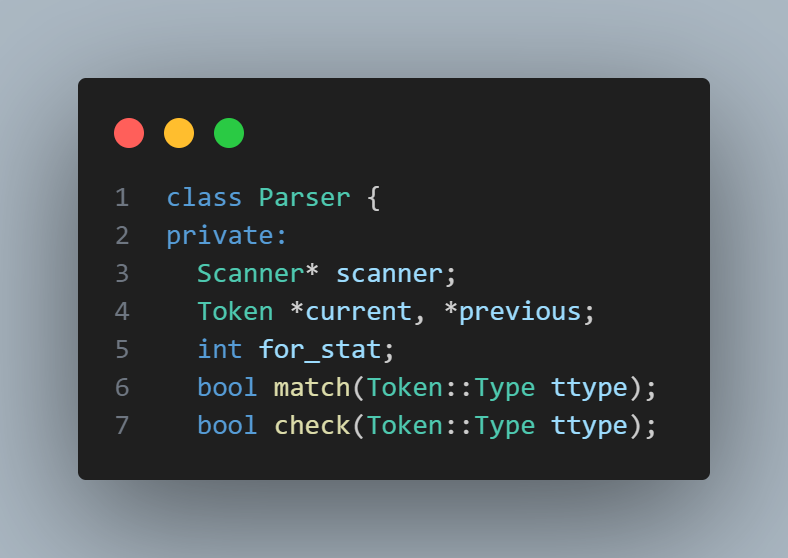 1 class Parser {
2 private:
3 Scanner* scanner;
4 Token *current, *previous;
5 int for_stat;
6 bool match(Token::Type ttype);
7 bool check(Token::Type ttype);